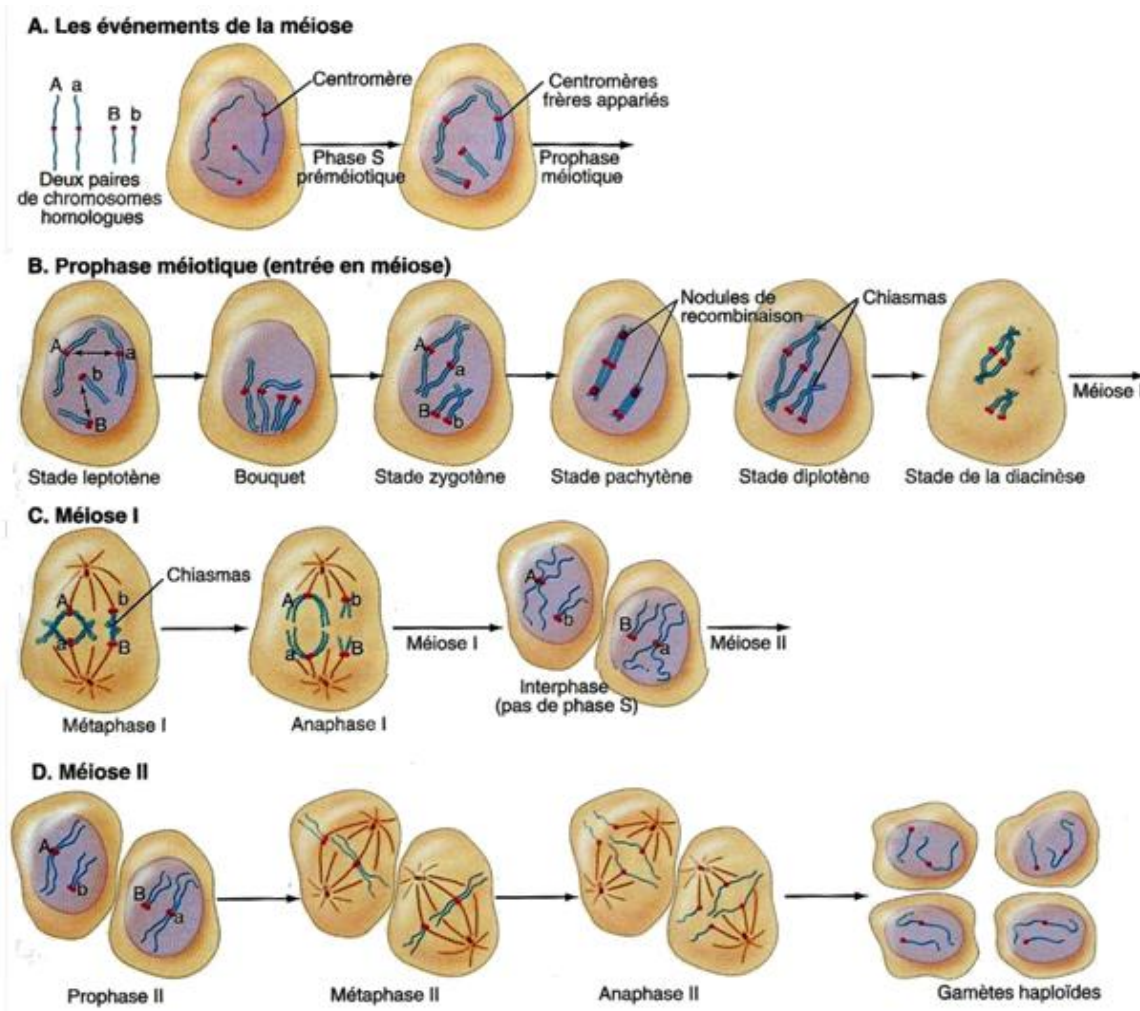 A. Les événements de la méiose
A a
B b
Deux paires
de chromosomes
homologues
Centromère
Phase S
préméiotique
Centromères
frères appariés
Prophase
méiotique
B. Prophase méiotique (entrée en méiose)
A a
b
B
Stade leptotène
Bouquet
A
a
B b
Stade zygotène
Nodules de
recombinaison
Stade pachytène
Chiasmas
Stade diplotène
Stade de la diacinèse
Méiose I
C. Méiose I
Chiasmas
A b
a B
Métaphase I
A b
a B
Anaphase I
Méiose I
A
b
B
a
Interphase
(pas de phase S)
Méiose II
D. Méiose II
A
b
B
a
Prophase II
Métaphase II
Anaphase II
Gamètes haploïdes